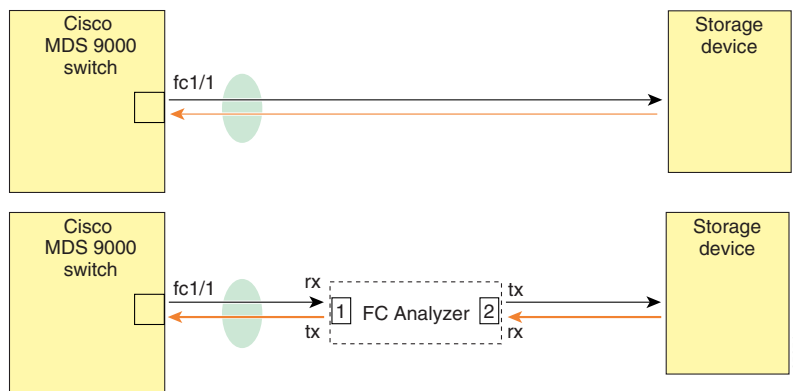 Cisco
MDS 9000
switch
fc1/1
Storage
device
Cisco
MDS 9000
switch
fc1/1
rx
tx
1
FC Analyzer
2
tx
rx
Storage
device